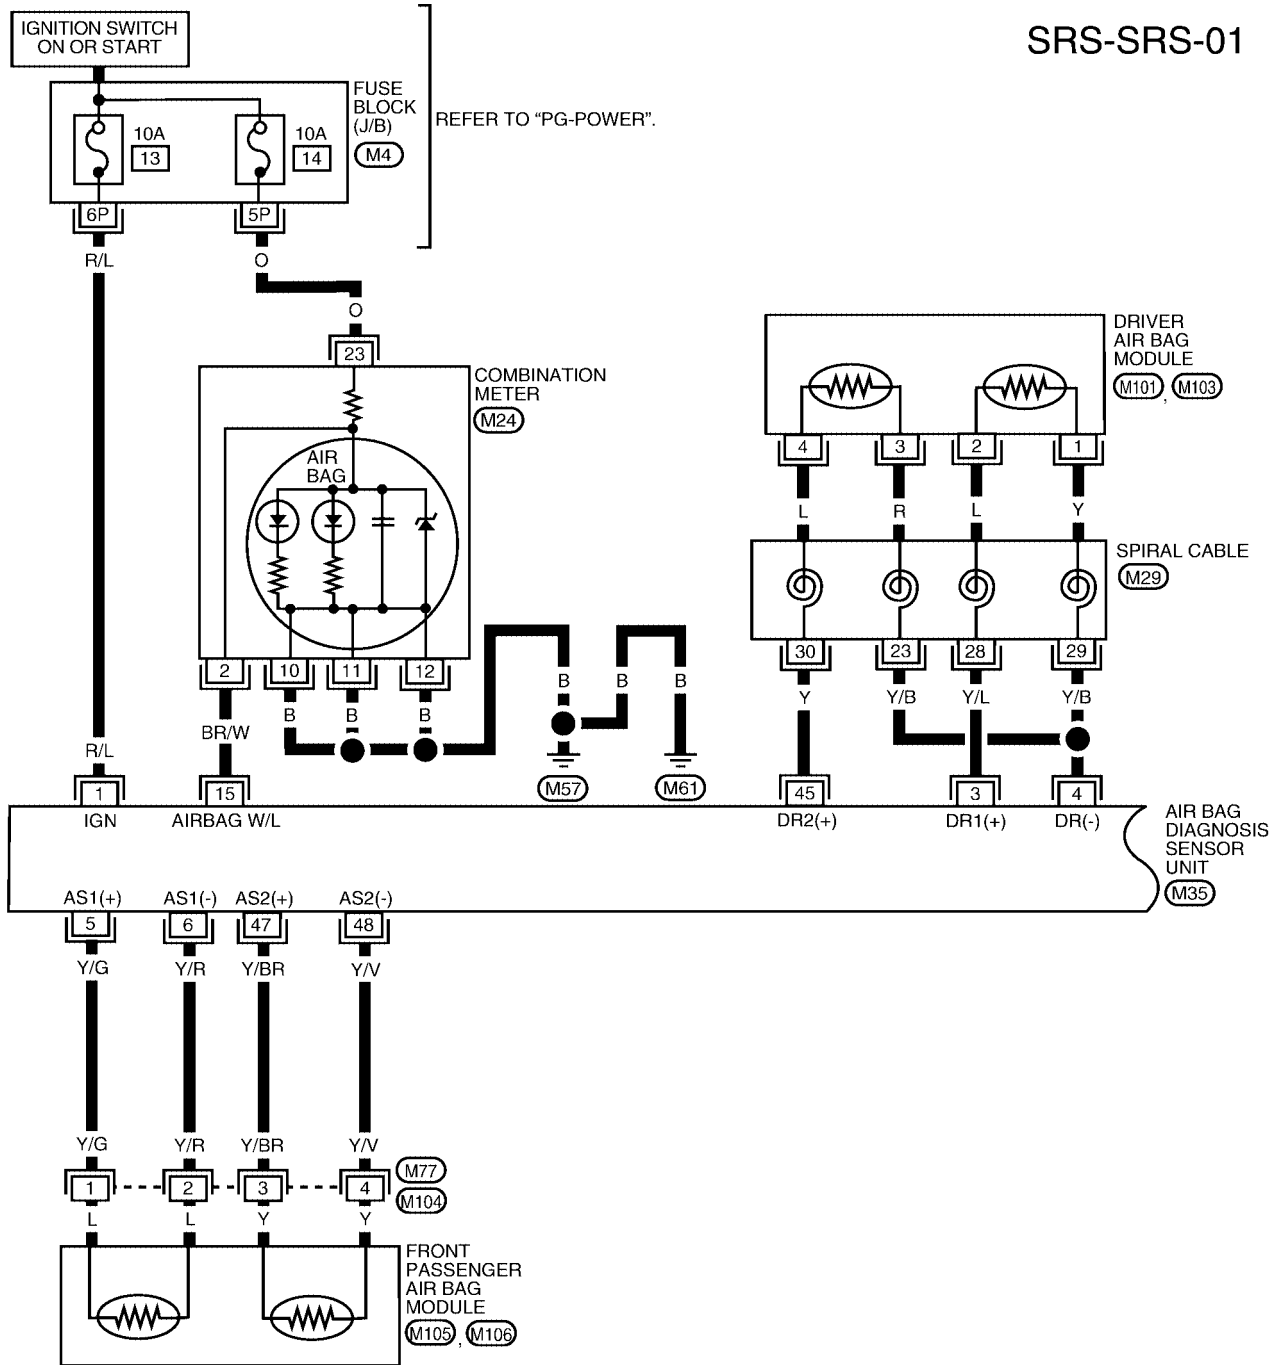 SRS-SRS-01
IGNITION SWITCH
ON OR START
FUSE
BLOCK
(J/B)
M4
10A
13
10A
14
REFER TO “PG-POWER”.
6P
5P
R/L
O
O
23
COMBINATION
METER
M24
AIR
BAG
DRIVER
AIR BAG
MODULE
M101 , M103
4 3 2 1
L R L Y
SPIRAL CABLE
M29
30 23 28 29
Y Y/B Y/L Y/B
2 10 11 12
BR/W B B B
B B B
M57 M61
R/L
1 15 45 3 4
IGN AIRBAG W/L DR2(+) DR1(+) DR(-)
AIR BAG
DIAGNOSIS
SENSOR
UNIT
M35
AS1(+) AS1(-) AS2(+) AS2(-)
5 6 47 48
Y/G Y/R Y/BR Y/V
Y/G Y/R Y/BR Y/V
1 2 3 4
M77
M104
L L Y Y
FRONT
PASSENGER
AIR BAG
MODULE
M105 , M106